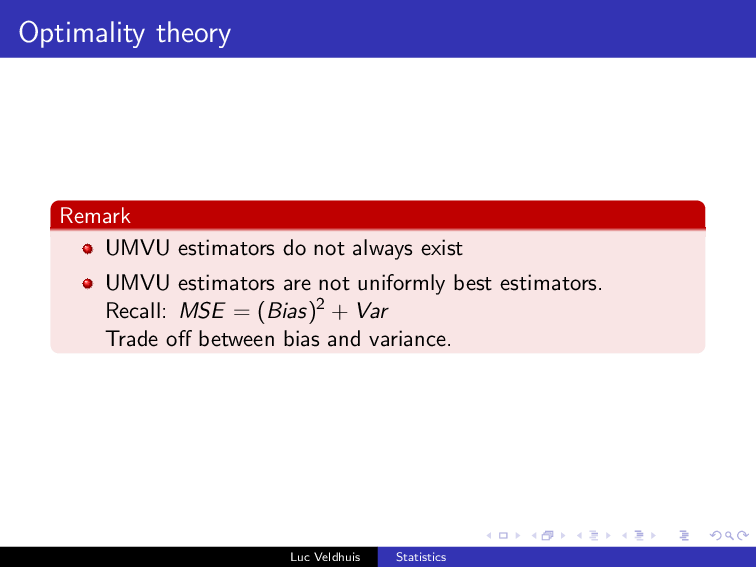 Optimality theory
Remark
UMVU estimators do not always exist
UMVU estimators are not uniformly best estimators.
Recall: MSE = (Bias)² + Var
Trade off between bias and variance.
Luc Veldhuis
Statistics